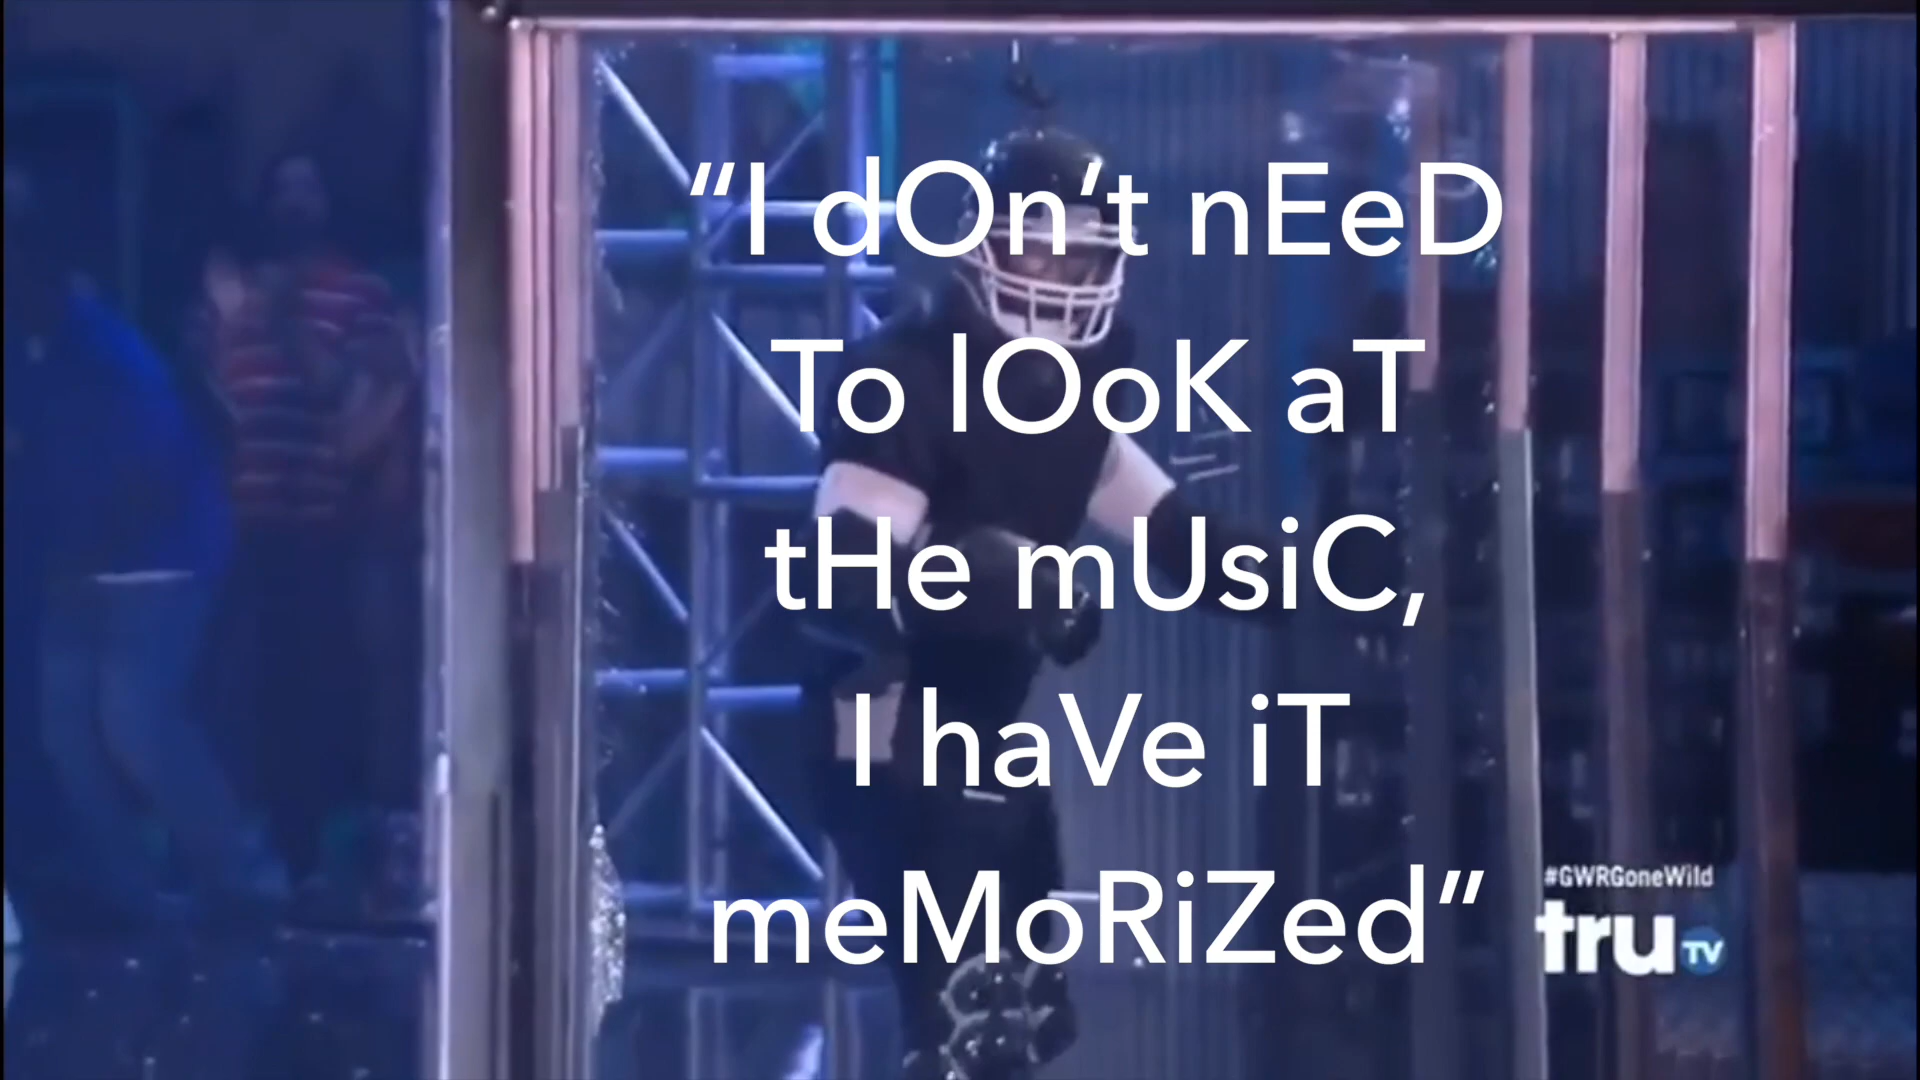 “I dOn’t nEeD
To lOoK aT
tHe mUsiC,
I haVe iT
meMoRiZed”
#GWRGoneWild
truTV